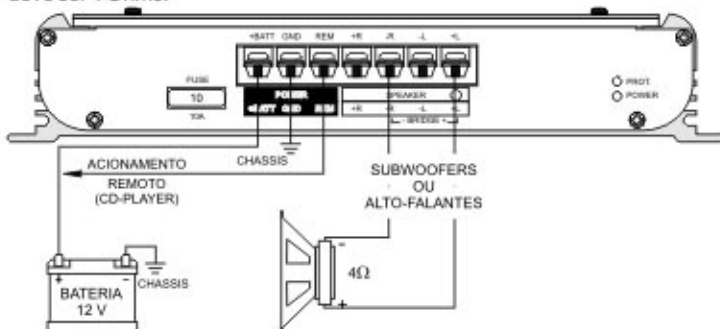 +BATT GND REM +R -R -L +L
FUSE
10
10A
POWER
+BATT GND REM
SPEAKER
+R -R -L +L
- BRIDGE +
PROT.
POWER
ACIONAMENTO
REMOTO
(CD-PLAYER)
CHASSIS
SUBWOOFERS
OU
ALTO-FALANTES
4Ω
-
+
+ -
BATERIA
12 V
CHASSIS